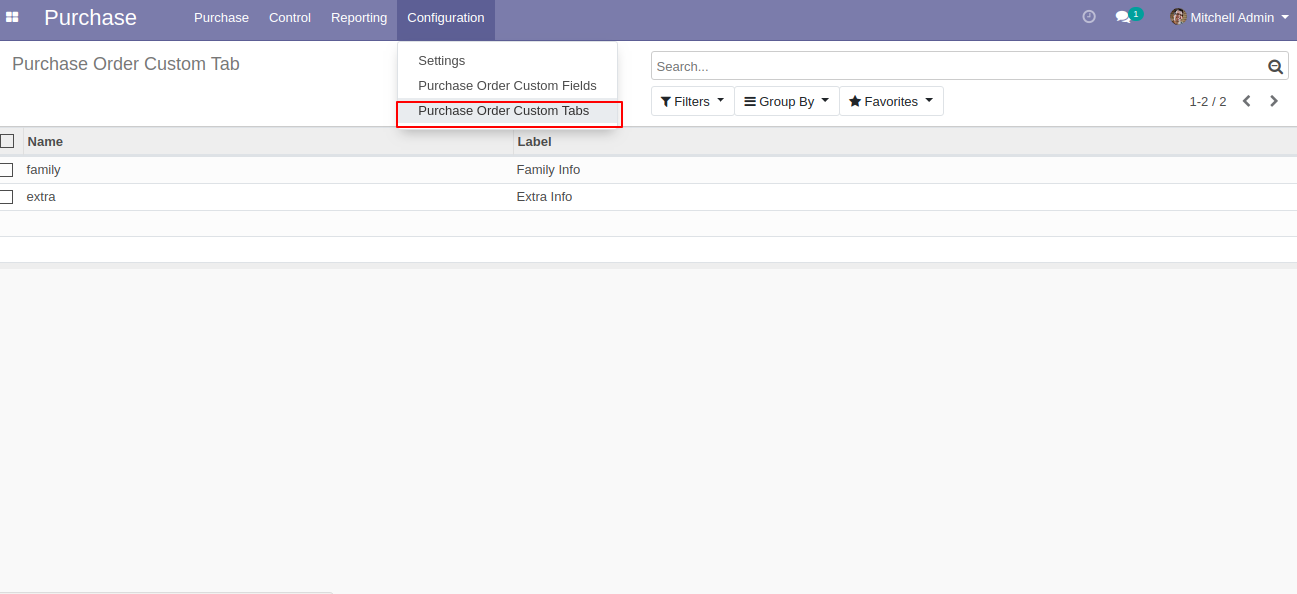 Purchase Purchase Control Reporting Configuration 1 Mitchell Admin
Purchase Order Custom Tab
Settings
Purchase Order Custom Fields
Purchase Order Custom Tabs
Search...
Filters Group By Favorites 1-2 / 2
Name Label
family Family Info
extra Extra Info